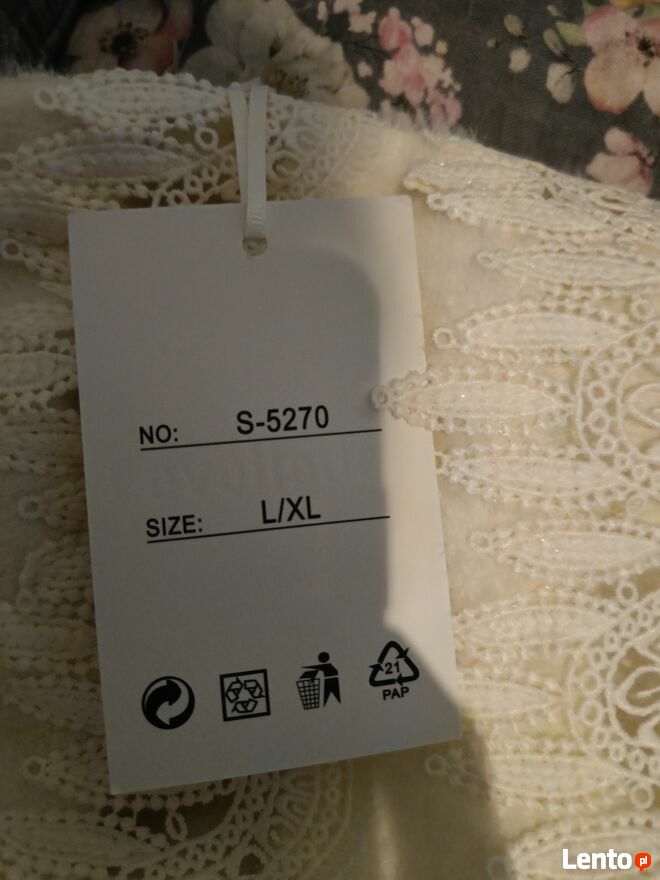 NO: S-5270
SIZE: L/XL
21
PAP
Lento pl